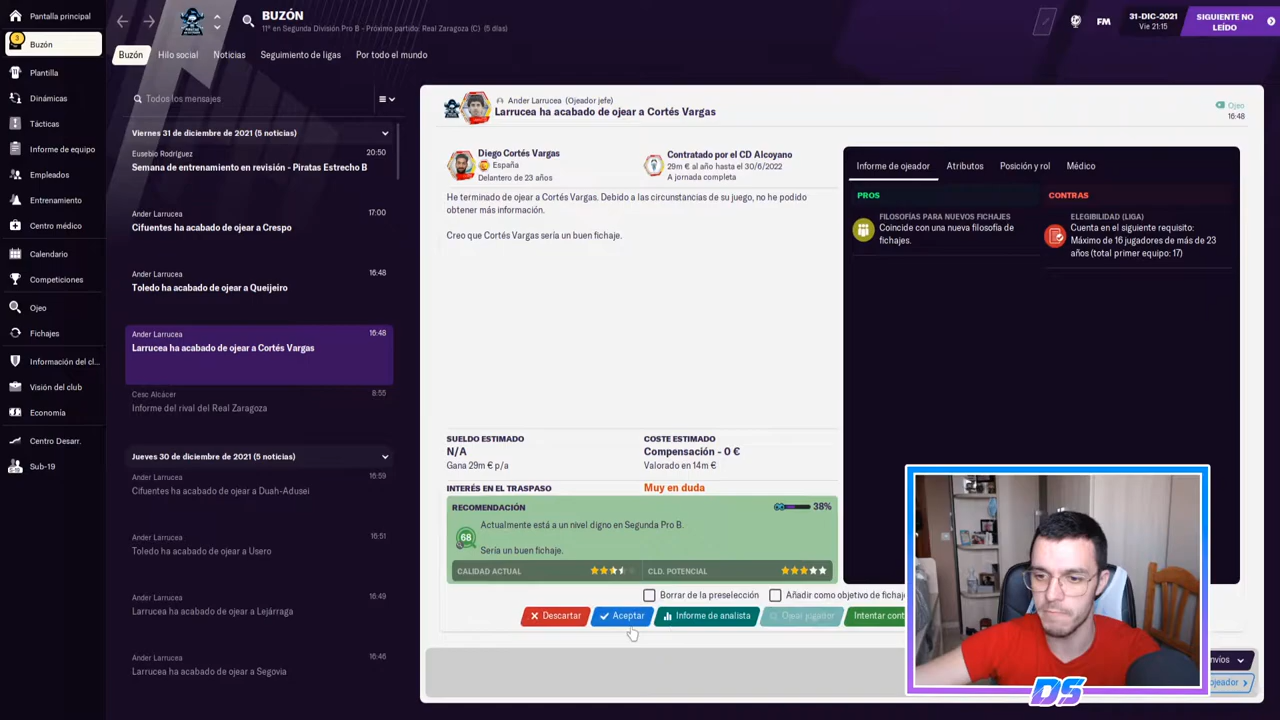 Pantalla principal
3
Buzón
Plantilla
Dinámicas
Tácticas
Informe de equipo
Empleados
Entrenamiento
Centro médico
Calendario
Competiciones
Ojeo
Fichajes
Información del cl...
Visión del club
Economía
Centro Desarr.
Sub-19
BUZÓN
11º en Segunda División Pro B - Próximo partido: Real Zaragoza (C) (5 días)
FM
31-DIC-2021
Vie 21:15
SIGUIENTE NO
LEÍDO
Buzón
Hilo social
Noticias
Seguimiento de ligas
Por todo el mundo
Todos los mensajes
Viernes 31 de diciembre de 2021 (5 noticias)
Eusebio Rodríguez
20:50
Semana de entrenamiento en revisión - Piratas Estrecho B
Ander Larrucea
17:00
Cifuentes ha acabado de ojear a Crespo
Ander Larrucea
16:48
Toledo ha acabado de ojear a Queijeiro
Ander Larrucea
16:48
Larrucea ha acabado de ojear a Cortés Vargas
Cesc Alcácer
8:55
Informe del rival del Real Zaragoza
Jueves 30 de diciembre de 2021 (5 noticias)
Ander Larrucea
16:59
Cifuentes ha acabado de ojear a Duah-Adusei
Ander Larrucea
16:51
Toledo ha acabado de ojear a Usero
Ander Larrucea
16:49
Larrucea ha acabado de ojear a Lejárraga
Ander Larrucea
16:46
Larrucea ha acabado de ojear a Segovia
Ander Larrucea (Ojeador jefe)
Larrucea ha acabado de ojear a Cortés Vargas
Ojeo
16:48
Diego Cortés Vargas
España
Delantero de 23 años
Contratado por el CD Alcoyano
29m € al año hasta el 30/6/2022
A jornada completa
He terminado de ojear a Cortés Vargas. Debido a las circunstancias de su juego, no he podido
obtener más información.
Creo que Cortés Vargas sería un buen fichaje.
SUELDO ESTIMADO
N/A
Gana 29m € p/a
COSTE ESTIMADO
Compensación - 0 €
Valorado en 14m €
INTERÉS EN EL TRASPASO
Muy en duda
RECOMENDACIÓN
38%
68
Actualmente está a un nivel digno en Segunda Pro B.
Sería un buen fichaje.
CALIDAD ACTUAL
CLD. POTENCIAL
Borrar de la preselección
Añadir como objetivo de fichaj
Descartar
Aceptar
Informe de analista
Ojear jugador
Intentar cont
Informe de ojeador
Atributos
Posición y rol
Médico
PROS
FILOSOFÍAS PARA NUEVOS FICHAJES
Coincide con una nueva filosofía de
fichajes.
CONTRAS
ELEGIBILIDAD (LIGA)
Cuenta en el siguiente requisito:
Máximo de 16 jugadores de más de 23
años (total primer equipo: 17)
nvíos
ojeador
DS